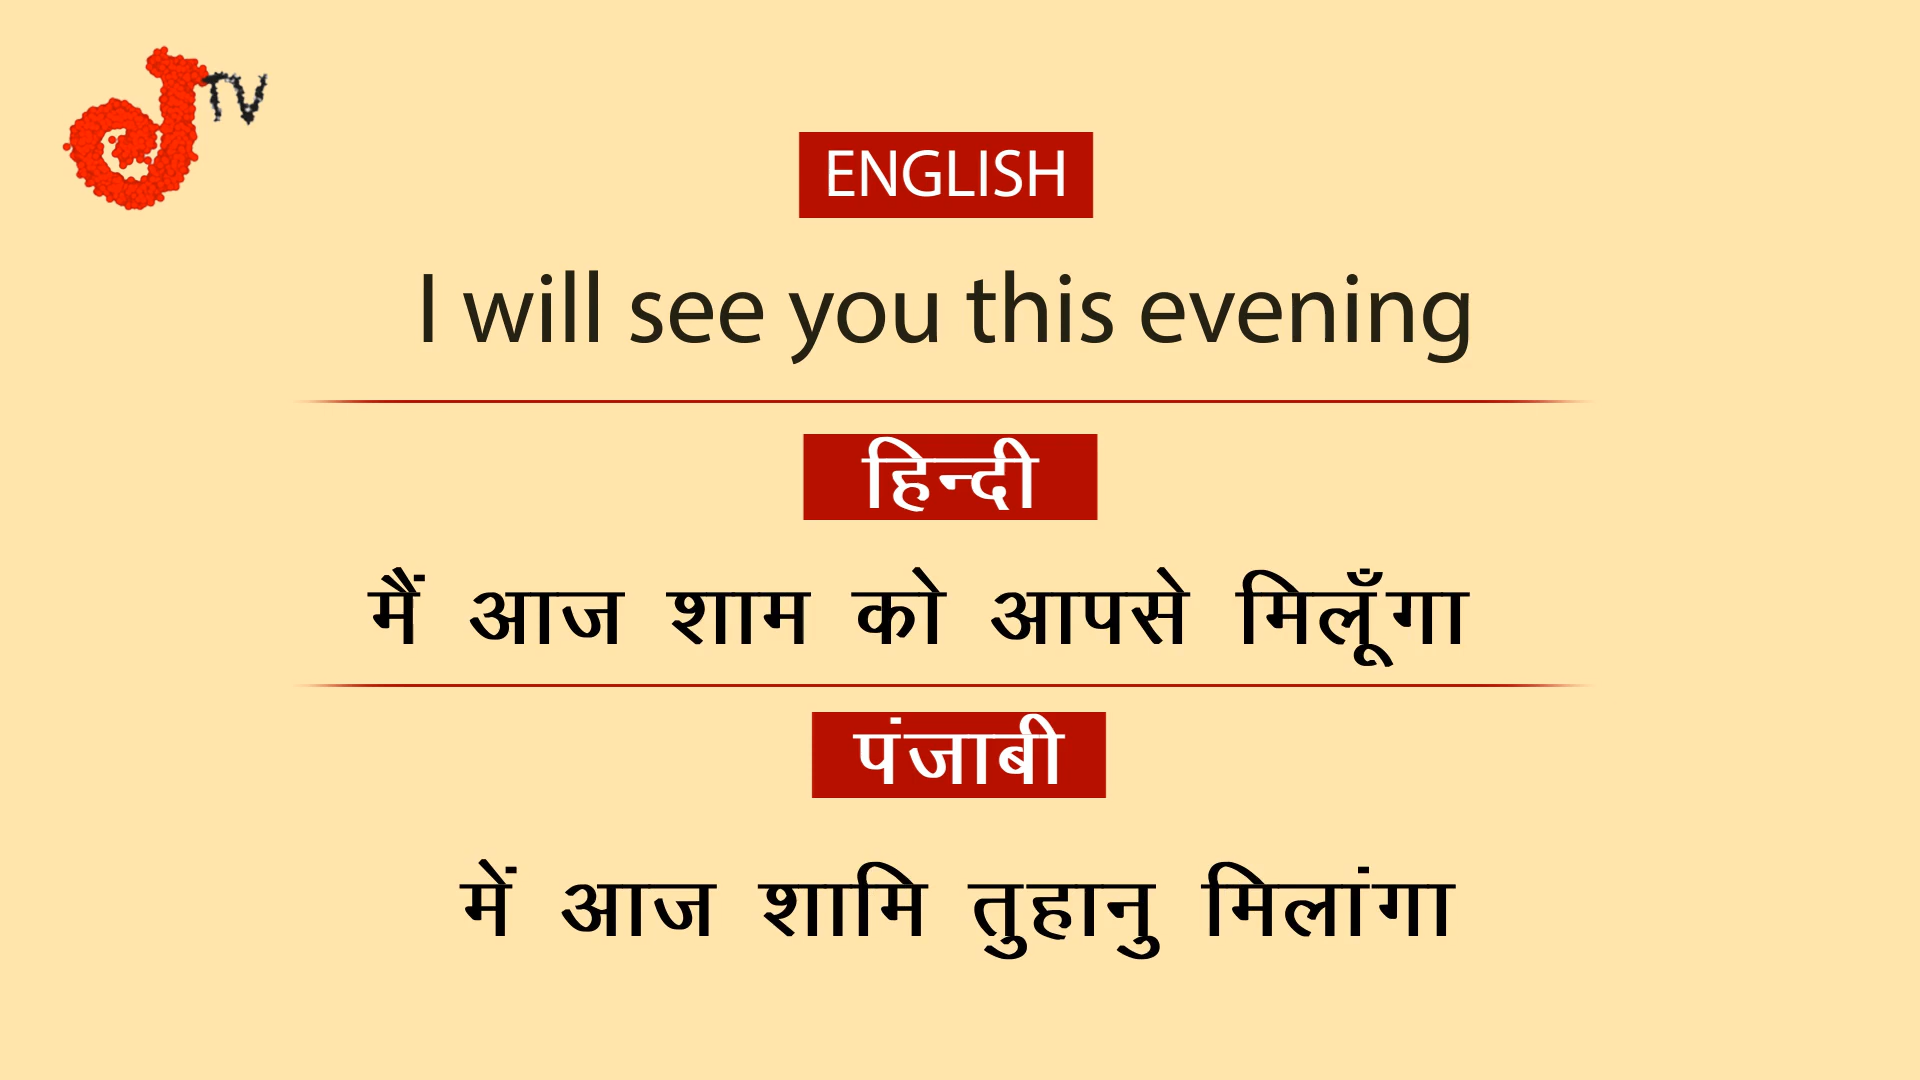 TV
ENGLISH
I will see you this evening
हिन्दी
मैं आज शाम को आपसे मिलूँगा
पंजाबी
में आज शामि तुहानु मिलांगा